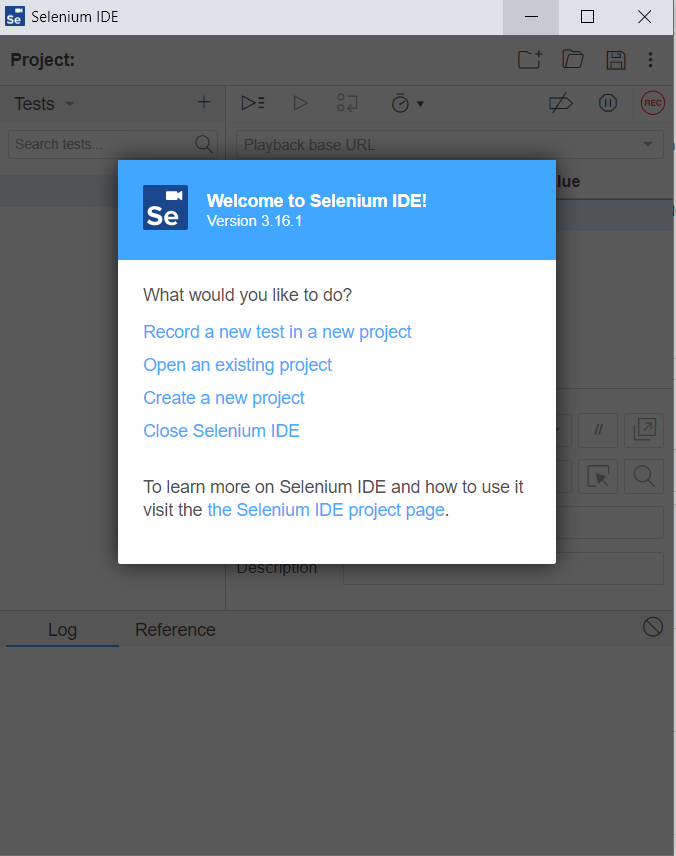 Se Selenium IDE
Project:
Tests
REC
Search tests...
Playback base URL
lue
Se
Welcome to Selenium IDE!
Version 3.16.1
What would you like to do?
Record a new test in a new project
Open an existing project
Create a new project
Close Selenium IDE
//
To learn more on Selenium IDE and how to use it
visit the the Selenium IDE project page.
Description
Log Reference